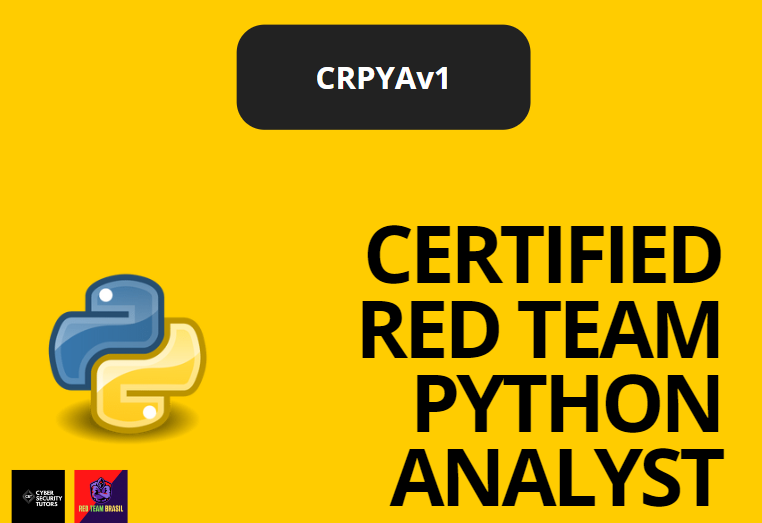 CRPYAv1
CERTIFIED
RED TEAM
PYTHON
ANALYST
CYBER
SECURITY
TUTORS
RED TEAM BRASIL